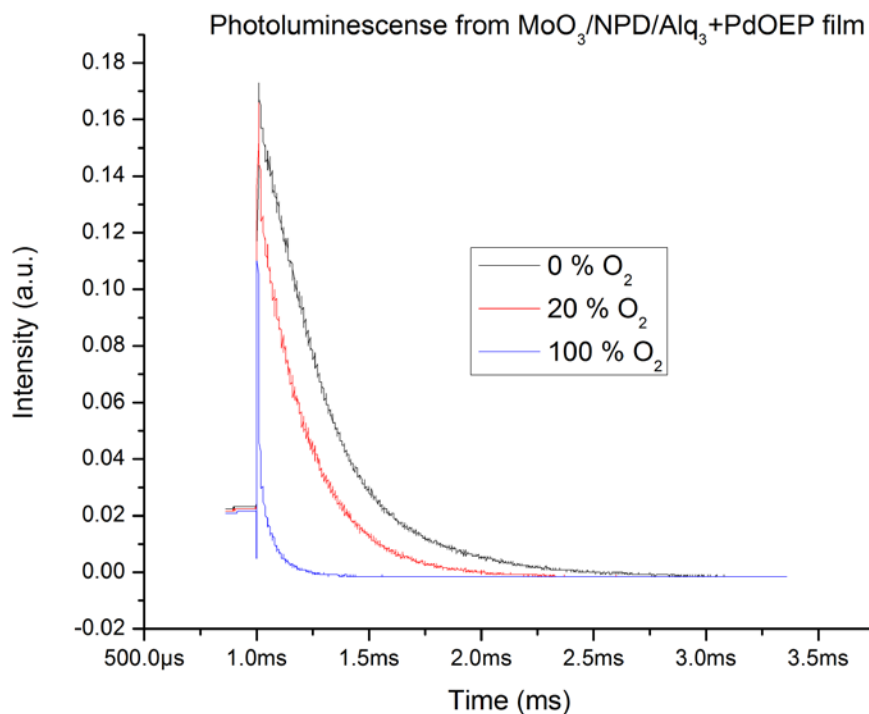 Photoluminescense from MoO₃/NPD/Alq₃+PdOEP film
0.18
0.16
0.14
0.12
0.10
0.08
0.06
0.04
0.02
0.00
-0.02
Intensity (a.u.)
0 % O₂
20 % O₂
100 % O₂
500.0µs 1.0ms 1.5ms 2.0ms 2.5ms 3.0ms 3.5ms
Time (ms)